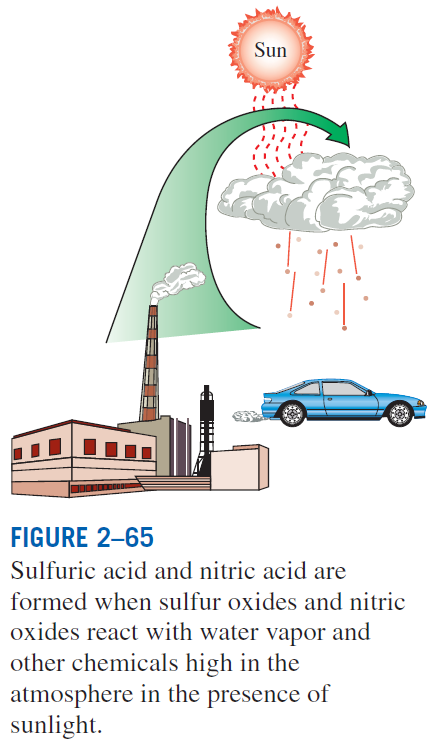 Sun
FIGURE 2–65
Sulfuric acid and nitric acid are
formed when sulfur oxides and nitric
oxides react with water vapor and
other chemicals high in the
atmosphere in the presence of
sunlight.